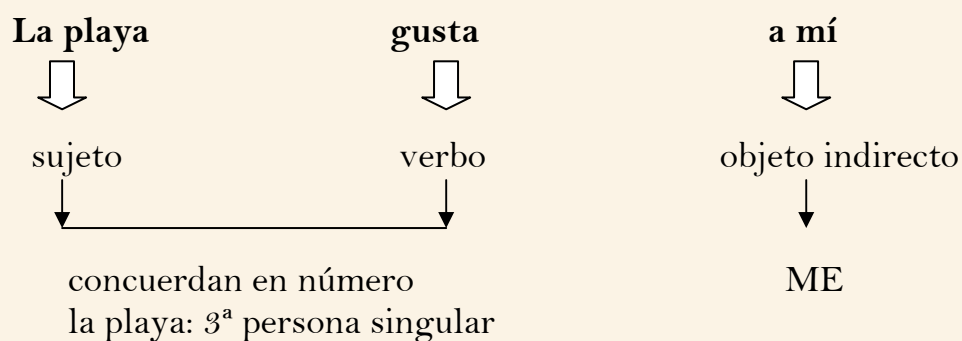 La playa gusta a mí
sujeto verbo objeto indirecto
concuerdan en número ME
la playa: 3ª persona singular